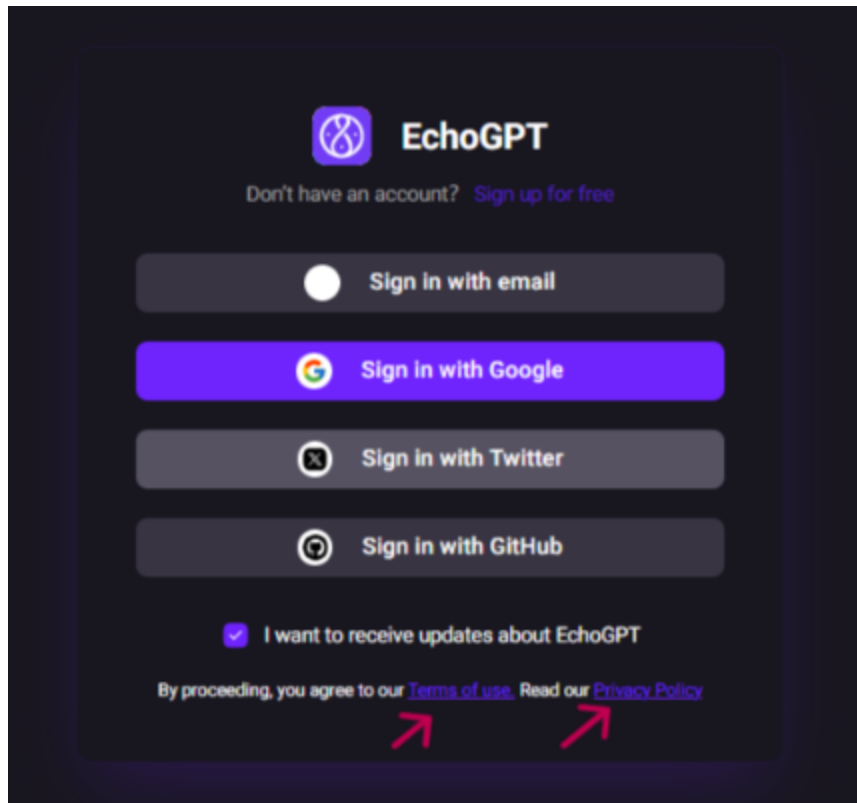 EchoGPT
Don't have an account? Sign up for free
Sign in with email
Sign in with Google
Sign in with Twitter
Sign in with GitHub
I want to receive updates about EchoGPT
By proceeding, you agree to our Terms of use. Read our Privacy Policy